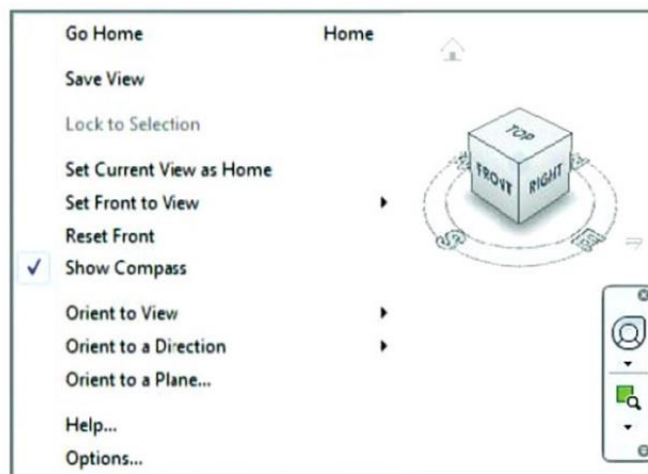 Go Home Home
Save View
Lock to Selection
Set Current View as Home
Set Front to View
Reset Front
Show Compass
Orient to View
Orient to a Direction
Orient to a Plane...
Help...
Options...
TOP
FRONT RIGHT
S E